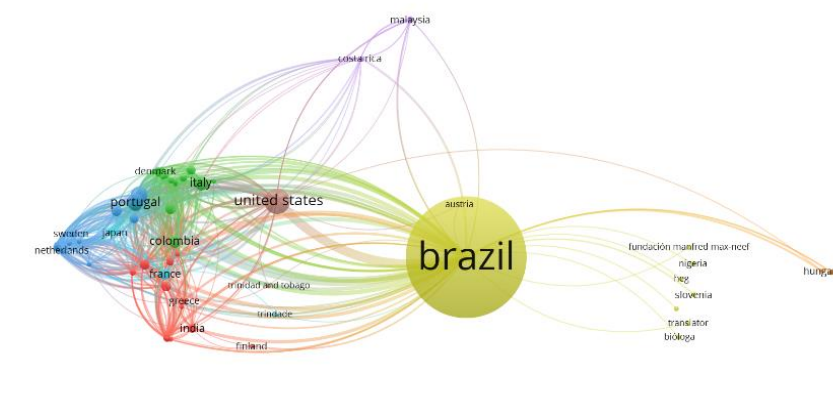 malaysia
costa rica
denmark
italy
portugal
united states
austria
sweden
japan
colombia
netherlands
brazil
fundación manfred max-neef
nigeria
france
heg
trinidad and tobago
slovenia
greece
trindade
translator
india
bióloga
finland